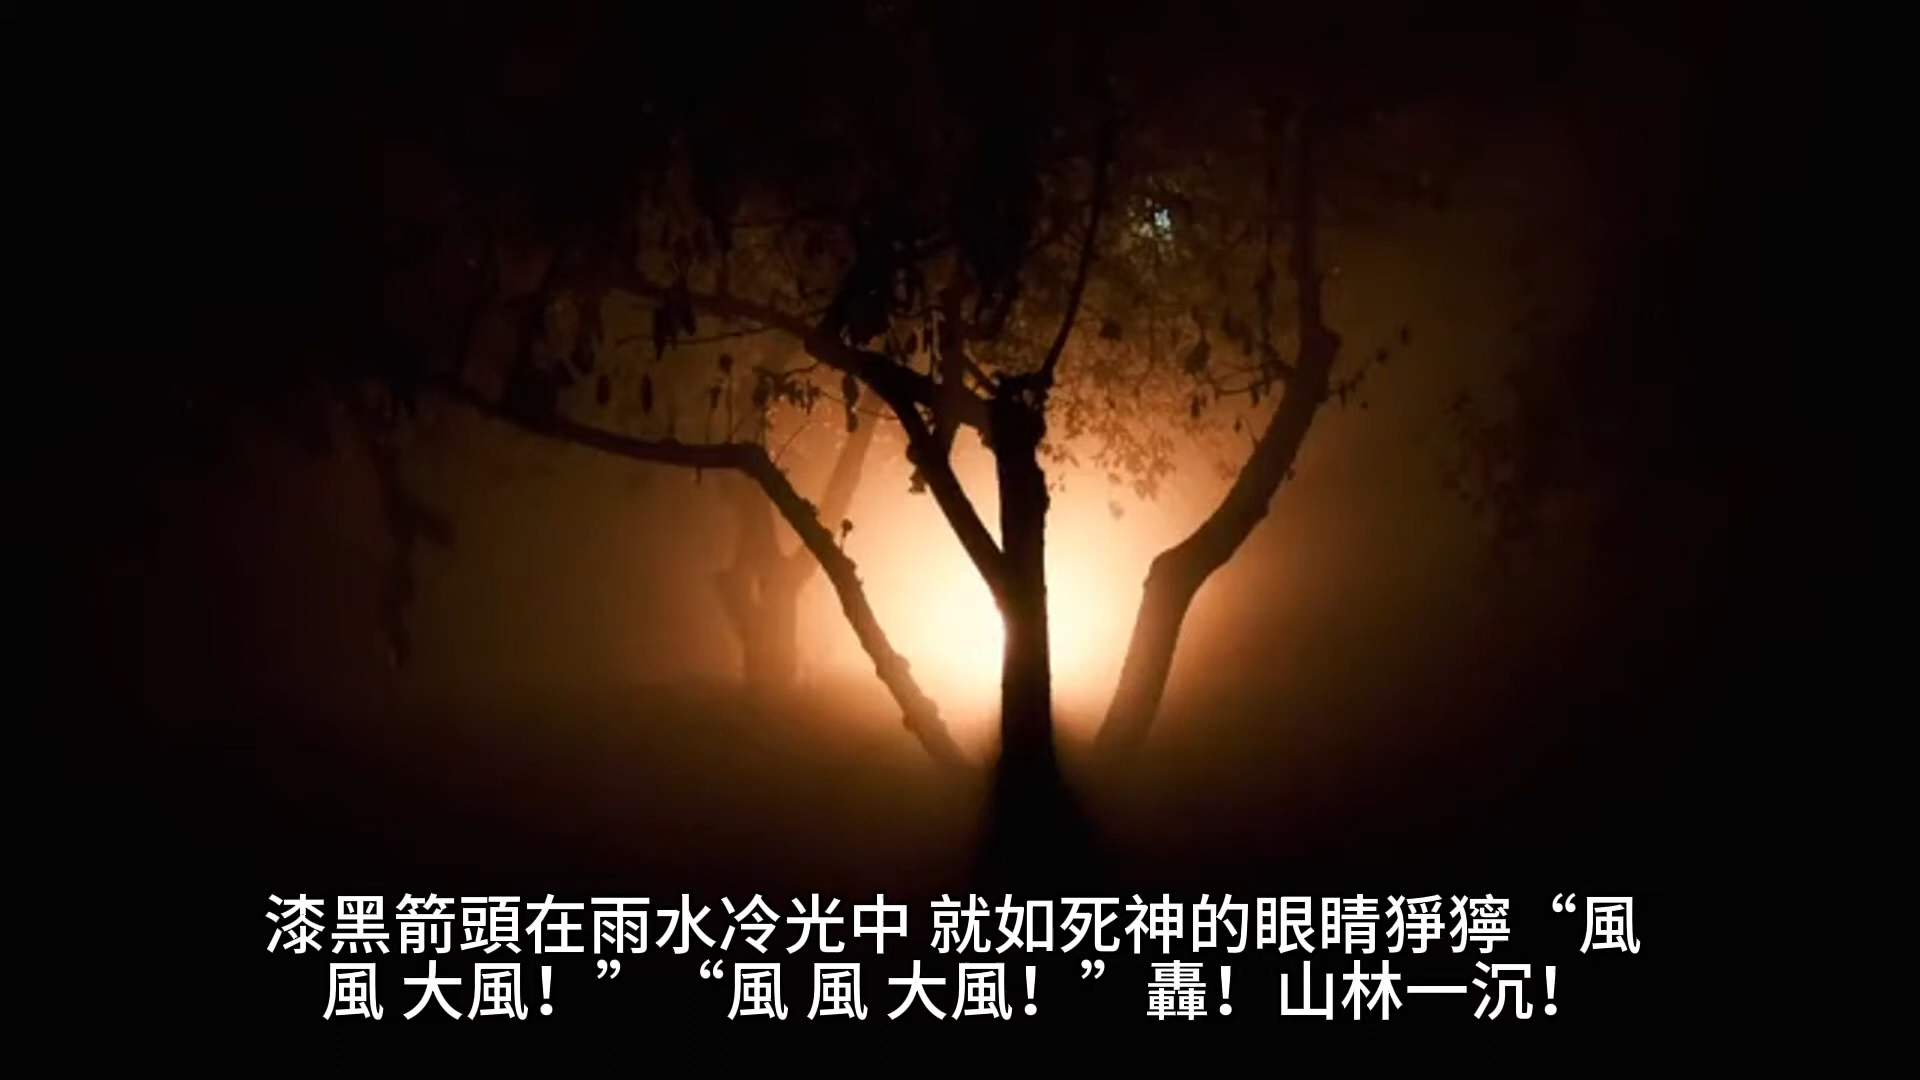 漆黑箭頭在雨水冷光中 就如死神的眼睛猙獰“風
風 大風！”“風 風 大風！”轟！山林一沉！